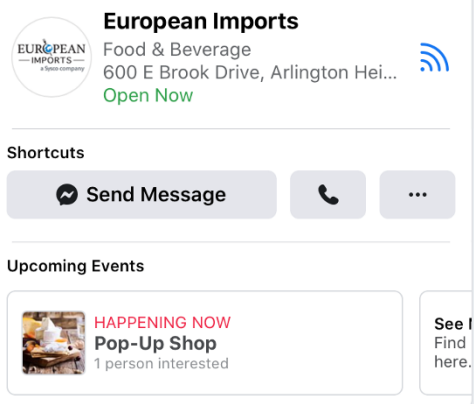 EUROPEAN
IMPORTS
a Sysco company
European Imports
Food & Beverage
600 E Brook Drive, Arlington Hei...
Open Now
Shortcuts
Send Message
...
Upcoming Events
HAPPENING NOW
Pop-Up Shop
1 person interested
See
Find
here.